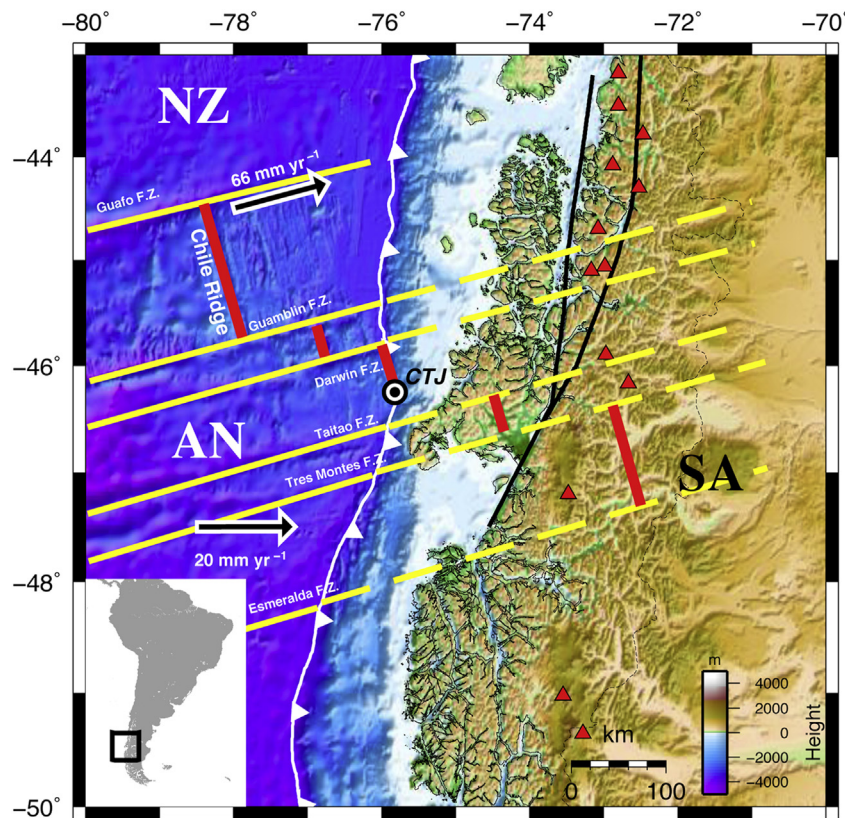 −80° −78° −76° −74° −72° −70°
NZ
−44°
66 mm yr⁻¹
Guafo F.Z.
Chile Ridge
Guamblin F.Z.
−46°
Darwin F.Z.
CTJ
Taitao F.Z.
AN
Tres Montes F.Z.
SA
20 mm yr⁻¹
−48°
Esmeralda F.Z.
m
4000
2000
0
−2000
−4000
Height
km
0 100
−50°